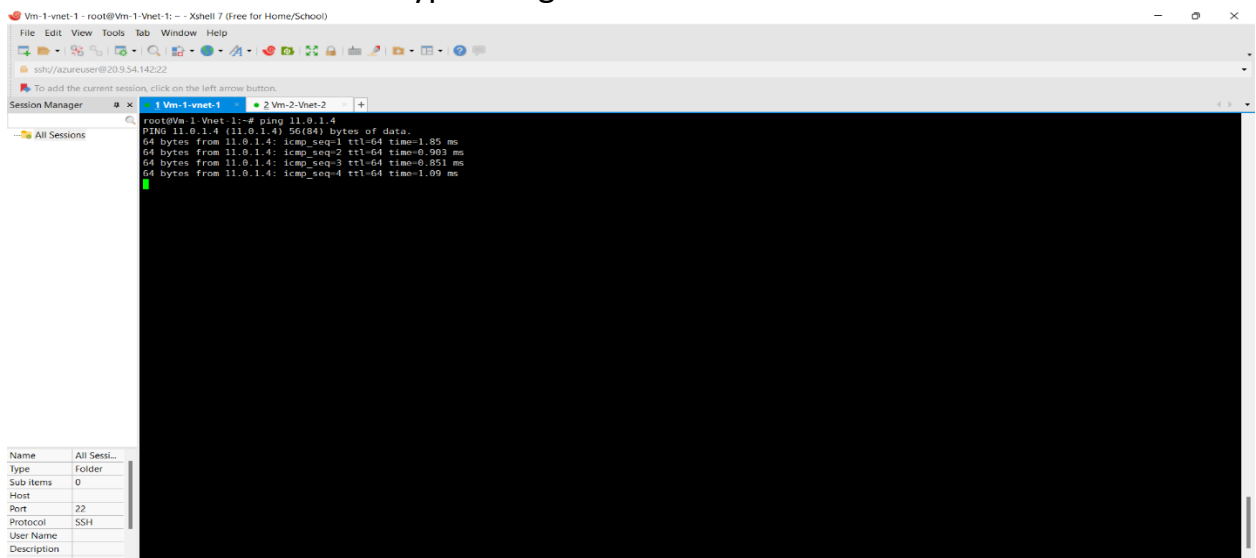 Vm-1-vnet-1 - root@Vm-1-Vnet-1: ~ - Xshell 7 (Free for Home/School)
File Edit View Tools Tab Window Help
ssh://azureuser@20.9.54.142:22
To add the current session, click on the left arrow button.
Session Manager
1 Vm-1-vnet-1
2 Vm-2-Vnet-2
All Sessions
root@Vm-1-Vnet-1:~# ping 11.0.1.4
PING 11.0.1.4 (11.0.1.4) 56(84) bytes of data.
64 bytes from 11.0.1.4: icmp_seq=1 ttl=64 time=1.85 ms
64 bytes from 11.0.1.4: icmp_seq=2 ttl=64 time=0.903 ms
64 bytes from 11.0.1.4: icmp_seq=3 ttl=64 time=0.851 ms
64 bytes from 11.0.1.4: icmp_seq=4 ttl=64 time=1.09 ms
Name All Sessi...
Type Folder
Sub items 0
Host
Port 22
Protocol SSH
User Name
Description